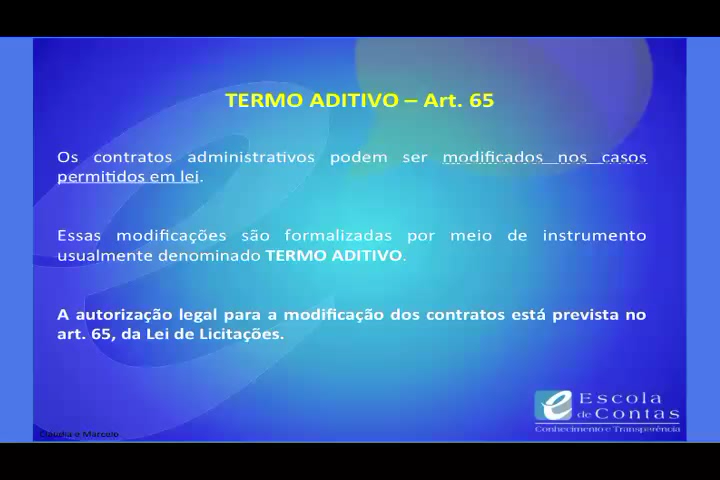 TERMO ADITIVO – Art. 65
Os contratos administrativos podem ser modificados nos casos
permitidos em lei.
Essas modificações são formalizadas por meio de instrumento
usualmente denominado TERMO ADITIVO.
A autorização legal para a modificação dos contratos está prevista no
art. 65, da Lei de Licitações.
Escola
de Contas
Conhecimento e Transparência
Cláudia e Marcelo